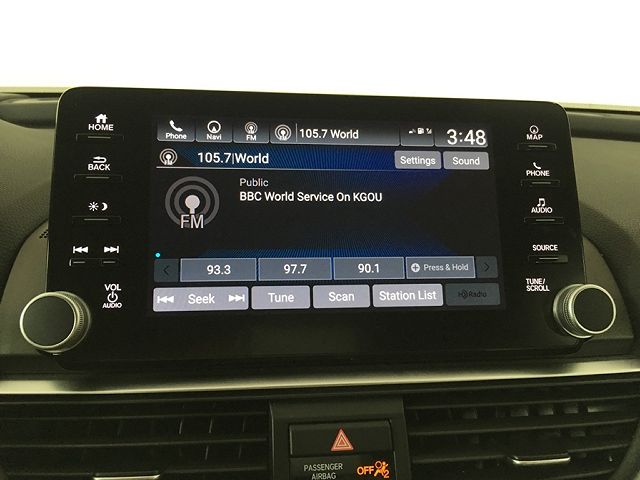 HOME
BACK
VOL
AUDIO
Phone
Navi
FM
105.7 World
3:48
105.7|World
Settings
Sound
FM
Public
BBC World Service On KGOU
93.3
97.7
90.1
Press & Hold
Seek
Tune
Scan
Station List
HD Radio
MAP
PHONE
AUDIO
SOURCE
TUNE/
SCROLL
PASSENGER
AIRBAG
OFF
2